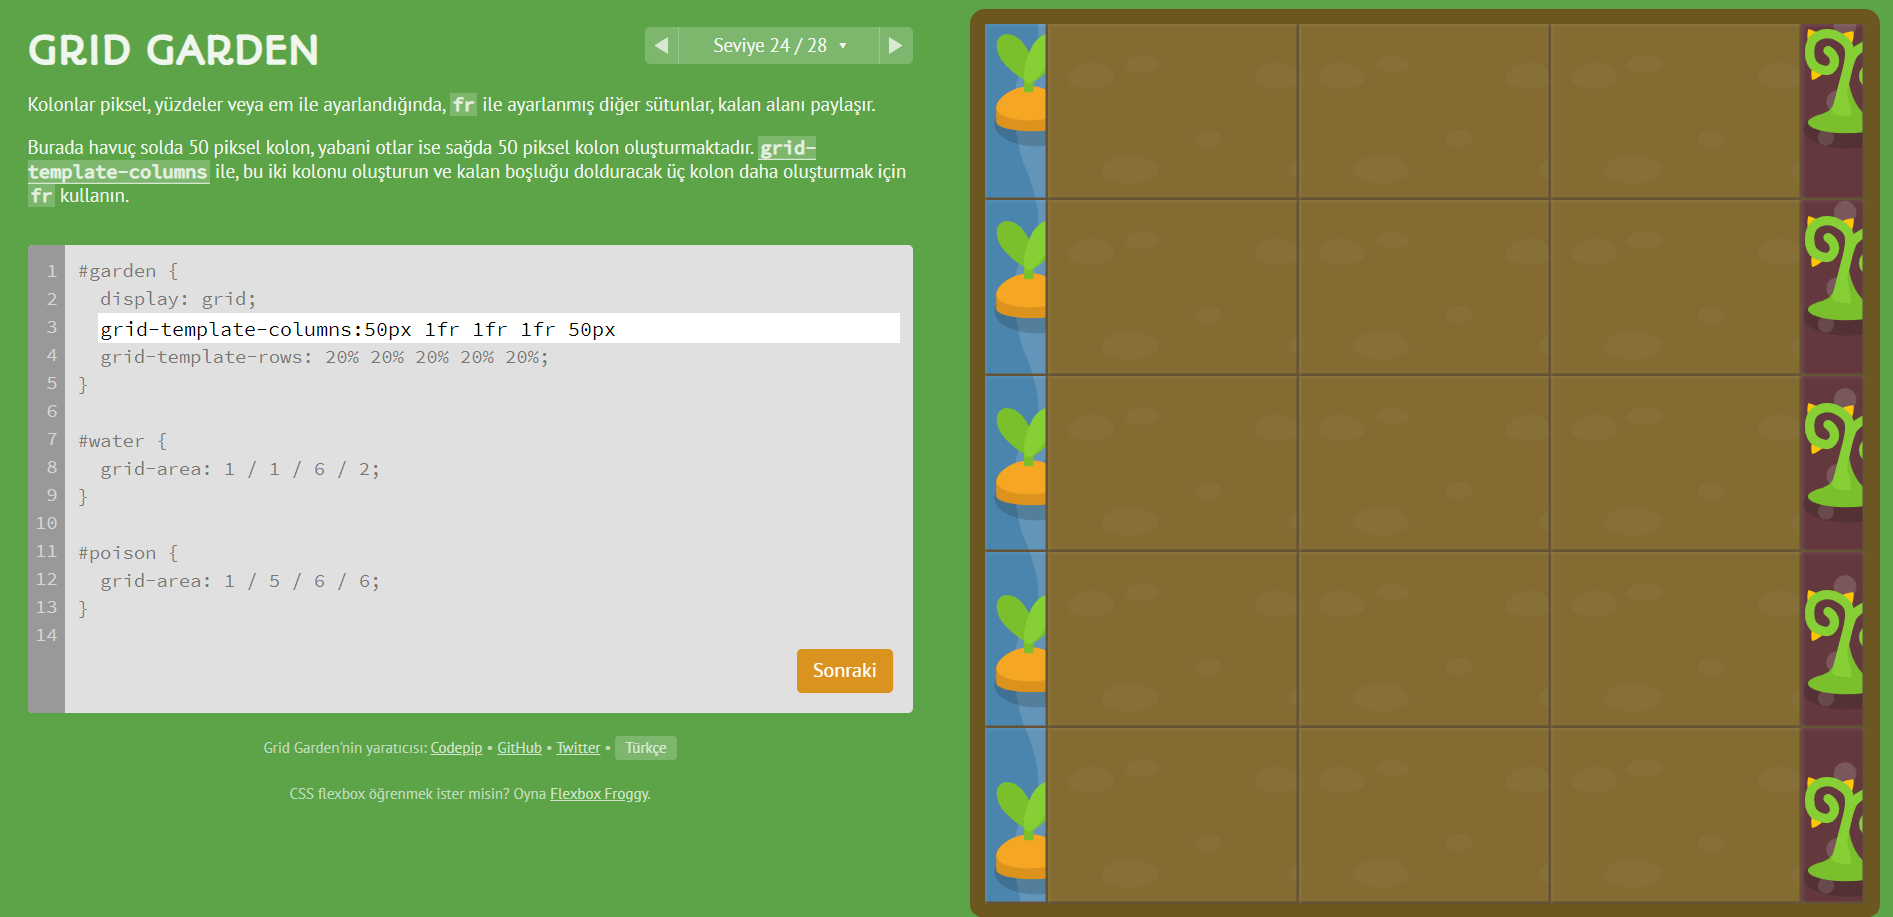 GRID GARDEN
◀ Seviye 24 / 28 ▾ ▶
Kolonlar piksel, yüzdeler veya em ile ayarlandığında, fr ile ayarlanmış diğer sütunlar, kalan alanı paylaşır.
Burada havuç solda 50 piksel kolon, yabani otlar ise sağda 50 piksel kolon oluşturmaktadır. grid-
template-columns ile, bu iki kolonu oluşturun ve kalan boşluğu dolduracak üç kolon daha oluşturmak için
fr kullanın.
1 #garden {
2 display: grid;
3 grid-template-columns:50px 1fr 1fr 1fr 50px
4 grid-template-rows: 20% 20% 20% 20% 20%;
5 }
6
7 #water {
8 grid-area: 1 / 1 / 6 / 2;
9 }
10
11 #poison {
12 grid-area: 1 / 5 / 6 / 6;
13 }
14
Sonraki
Grid Garden'nin yaratıcısı: Codepip • GitHub • Twitter • Türkçe
CSS flexbox öğrenmek ister misin? Oyna Flexbox Froggy.